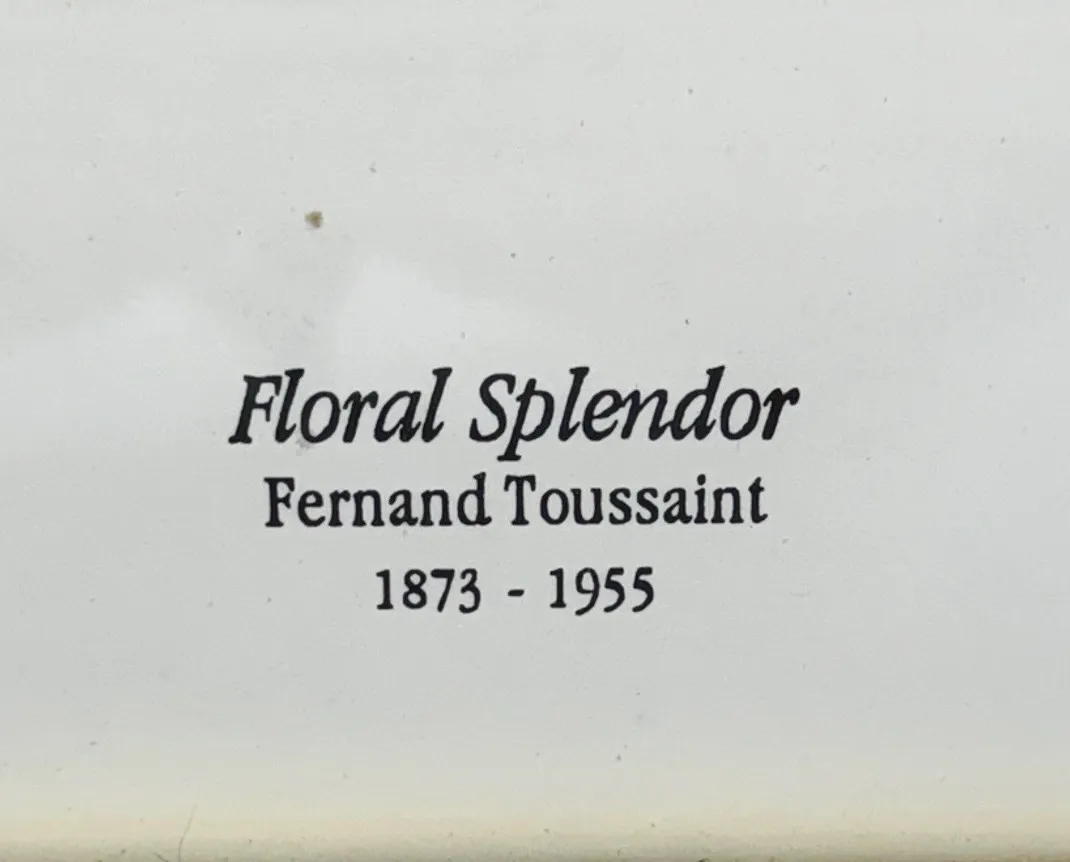 Floral Splendor
Fernand Toussaint
1873 - 1955